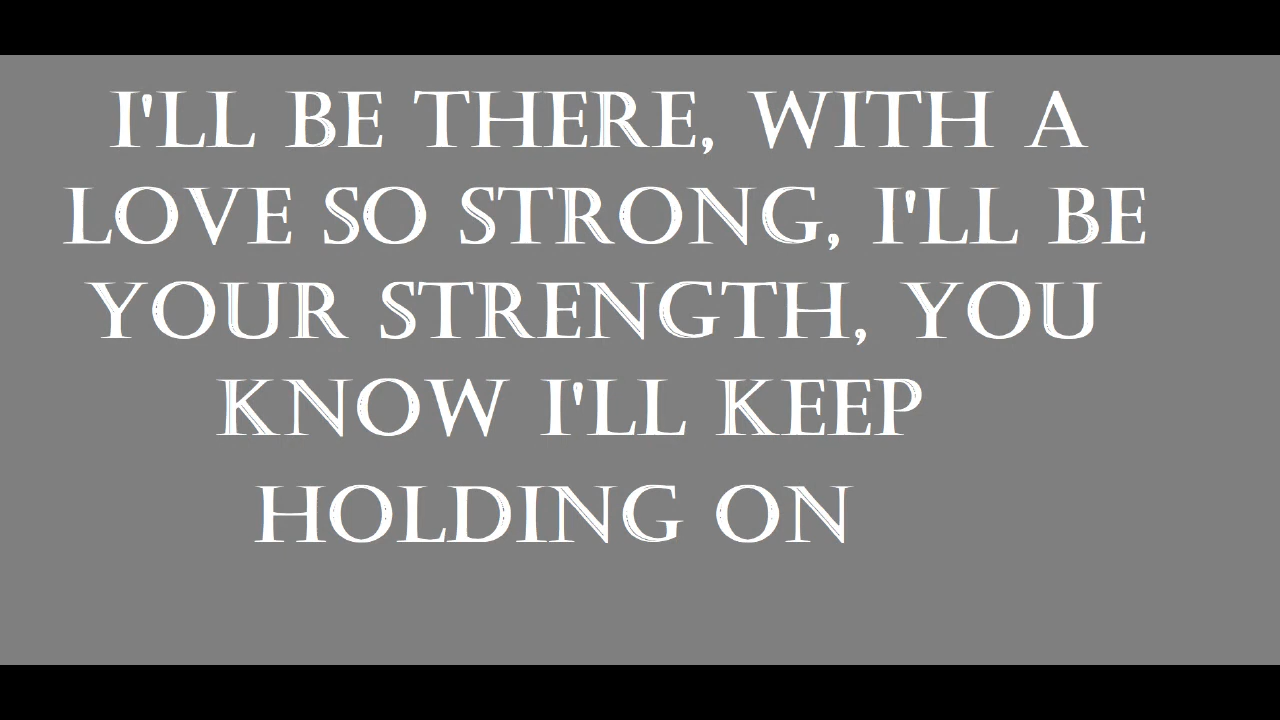 I'LL BE THERE, WITH A
LOVE SO STRONG, I'LL BE
YOUR STRENGTH, YOU
KNOW I'LL KEEP
HOLDING ON